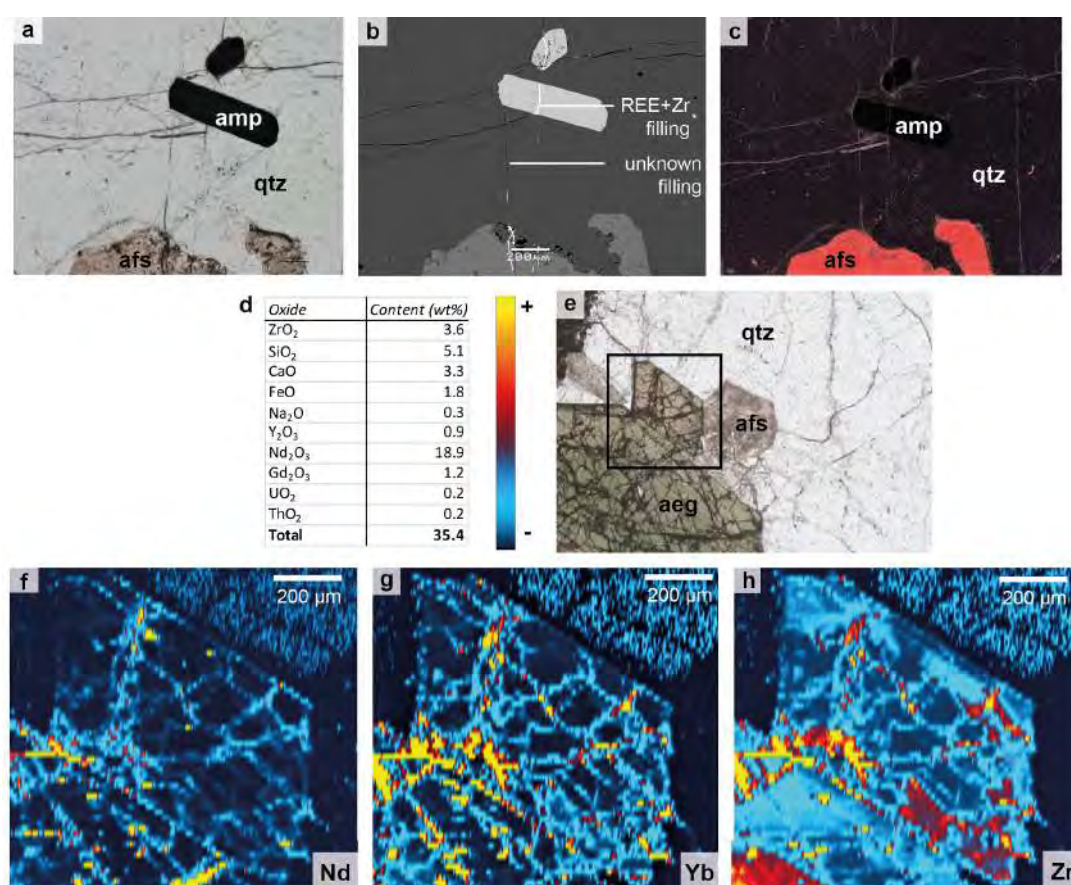 a
amp
qtz
afs
b
REE+Zr
filling
unknown
filling
200µm
c
amp
qtz
afs
d
Oxide Content (wt%)
ZrO₂ 3.6
SiO₂ 5.1
CaO 3.3
FeO 1.8
Na₂O 0.3
Y₂O₃ 0.9
Nd₂O₃ 18.9
Gd₂O₃ 1.2
UO₂ 0.2
ThO₂ 0.2
Total 35.4
+
-
e
qtz
afs
aeg
f
200 µm
Nd
g
200 µm
Yb
h
200 µm
Zr